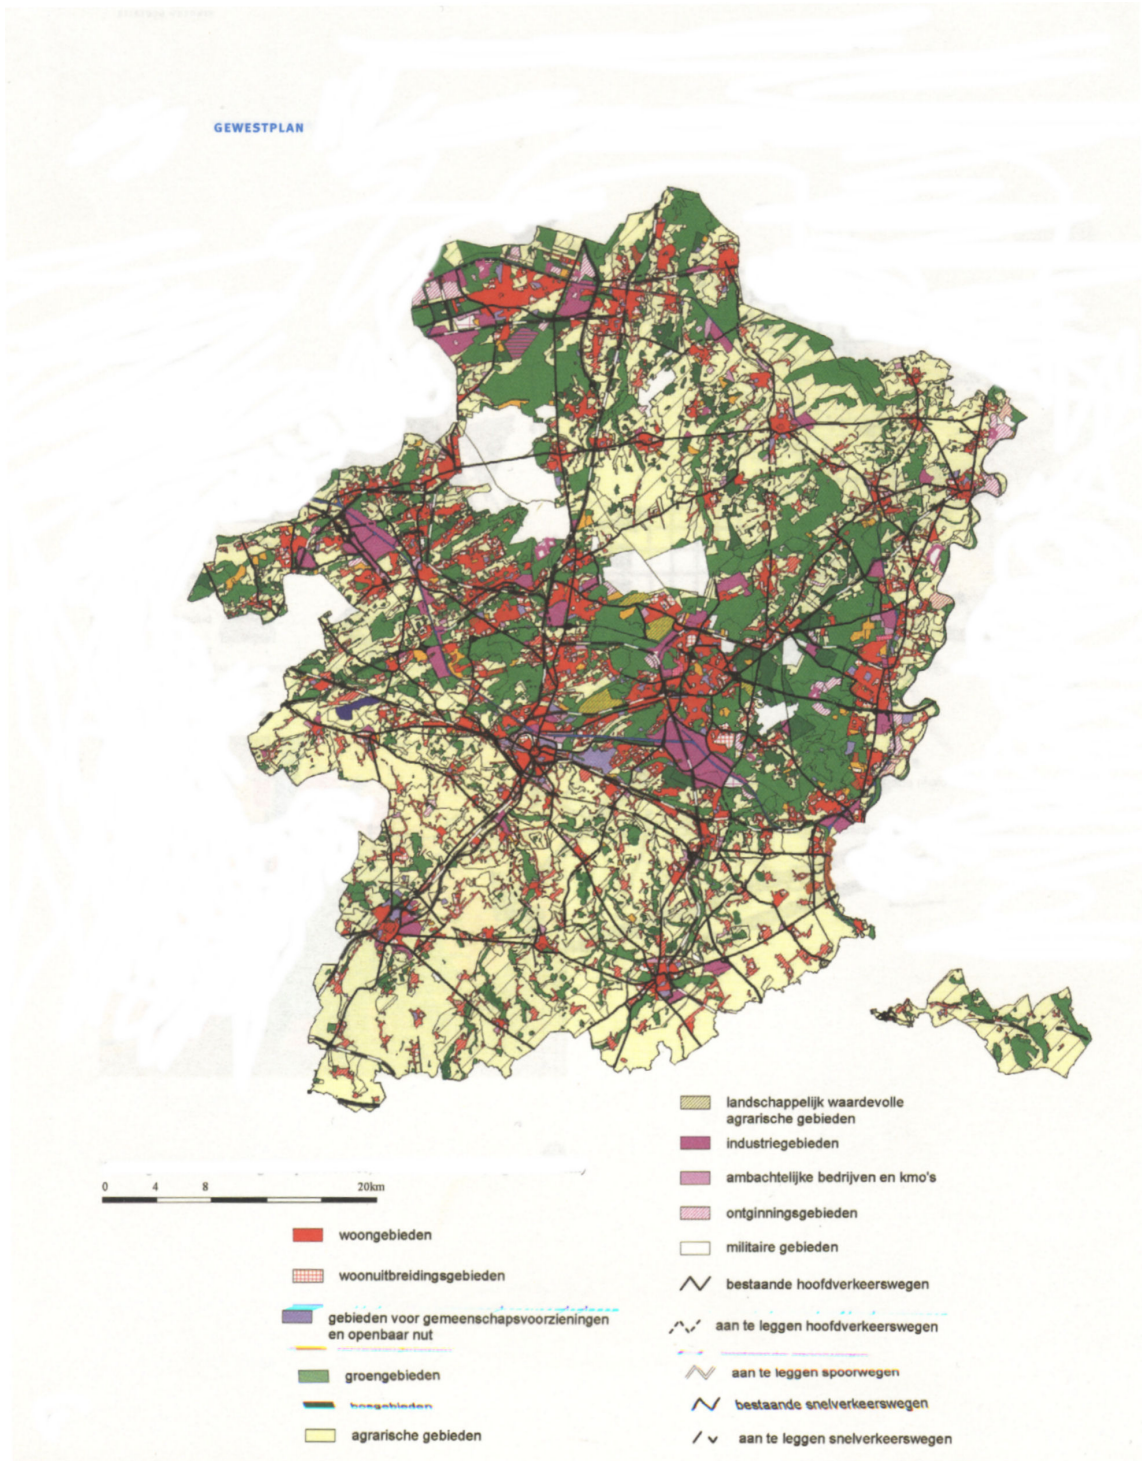 GEWESTPLAN
landschappelijk waardevolle
agrarische gebieden
industriegebieden
ambachtelijke bedrijven en kmo's
ontginningsgebieden
militaire gebieden
bestaande hoofdverkeerswegen
aan te leggen hoofdverkeerswegen
aan te leggen spoorwegen
bestaande snelverkeerswegen
aan te leggen snelverkeerswegen
0 4 8 20km
woongebieden
woonuitbreidingsgebieden
gebieden voor gemeenschapsvoorzieningen
en openbaar nut
groengebieden
bosgebieden
agrarische gebieden